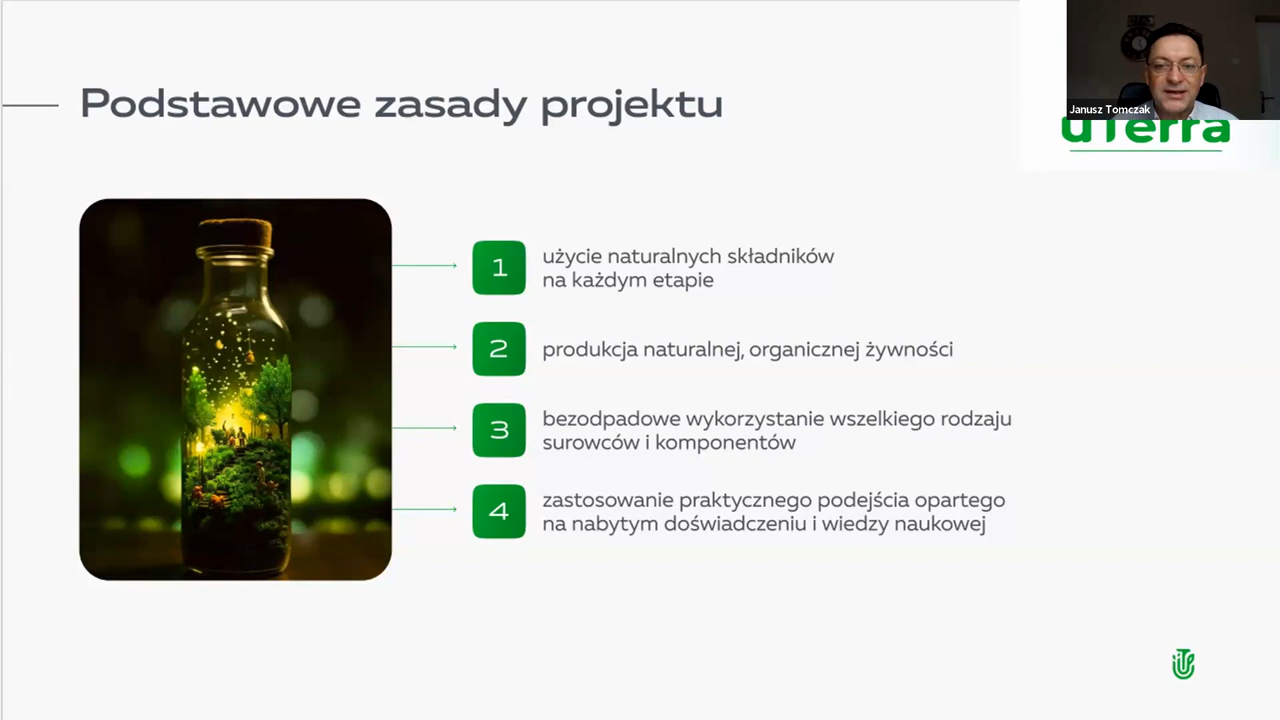 Podstawowe zasady projektu
Janusz Tomczak
uTerra
1
użycie naturalnych składników
na każdym etapie
2
produkcja naturalnej, organicznej żywności
3
bezodpadowe wykorzystanie wszelkiego rodzaju
surowców i komponentów
4
zastosowanie praktycznego podejścia opartego
na nabytym doświadczeniu i wiedzy naukowej